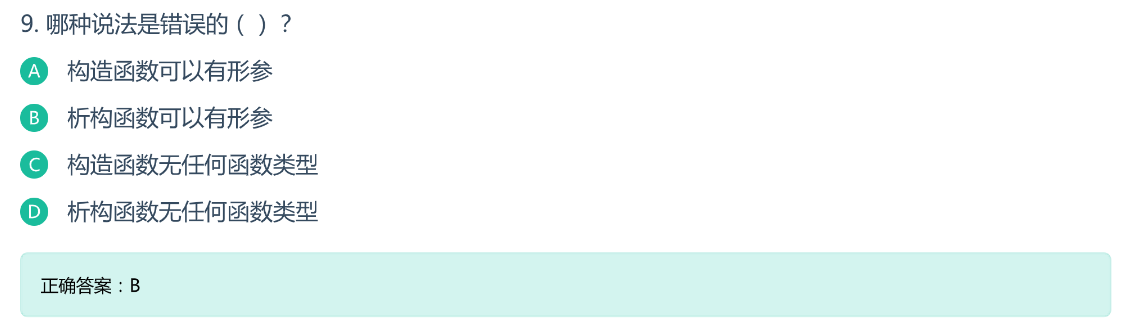 9. 哪种说法是错误的（ ）？
A 构造函数可以有形参
B 析构函数可以有形参
C 构造函数无任何函数类型
D 析构函数无任何函数类型
正确答案：B